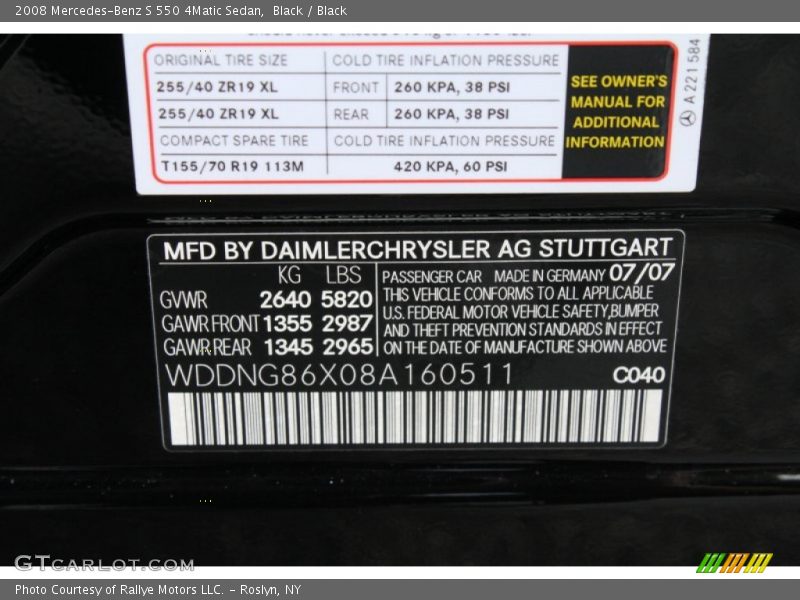 2008 Mercedes-Benz S 550 4Matic Sedan, Black / Black
ORIGINAL TIRE SIZE COLD TIRE INFLATION PRESSURE
255/40 ZR19 XL FRONT 260 KPA, 38 PSI
255/40 ZR19 XL REAR 260 KPA, 38 PSI
COMPACT SPARE TIRE COLD TIRE INFLATION PRESSURE
T155/70 R19 113M 420 KPA, 60 PSI
SEE OWNER'S
MANUAL FOR
ADDITIONAL
INFORMATION
A 221 584
MFD BY DAIMLERCHRYSLER AG STUTTGART
KG LBS
GVWR 2640 5820
GAWR FRONT 1355 2987
GAWR REAR 1345 2965
PASSENGER CAR MADE IN GERMANY 07/07
THIS VEHICLE CONFORMS TO ALL APPLICABLE
U.S. FEDERAL MOTOR VEHICLE SAFETY,BUMPER
AND THEFT PREVENTION STANDARDS IN EFFECT
ON THE DATE OF MANUFACTURE SHOWN ABOVE
WDDNG86X08A160511 C040
GTCARLOT.COM
Photo Courtesy of Rallye Motors LLC. - Roslyn, NY